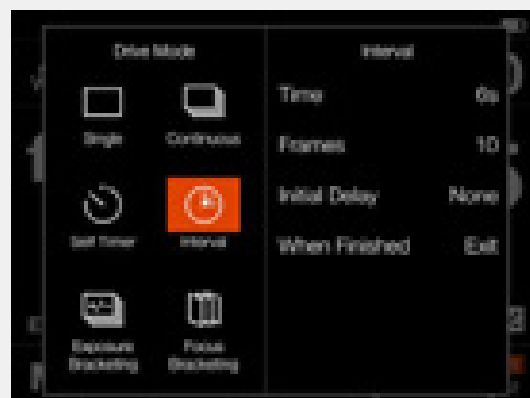 Drive Mode
Single
Continuous
Self Timer
Interval
Exposure
Bracketing
Focus
Bracketing
Interval
Time 6s
Frames 10
Initial Delay None
When Finished Exit